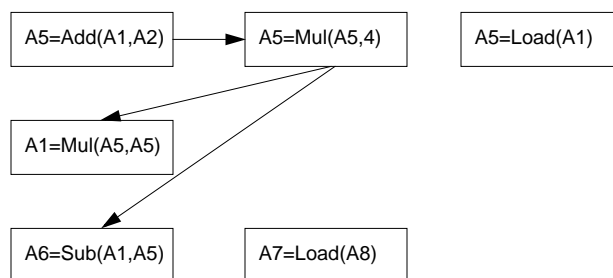 A5=Add(A1,A2)
A5=Mul(A5,4)
A5=Load(A1)
A1=Mul(A5,A5)
A6=Sub(A1,A5)
A7=Load(A8)